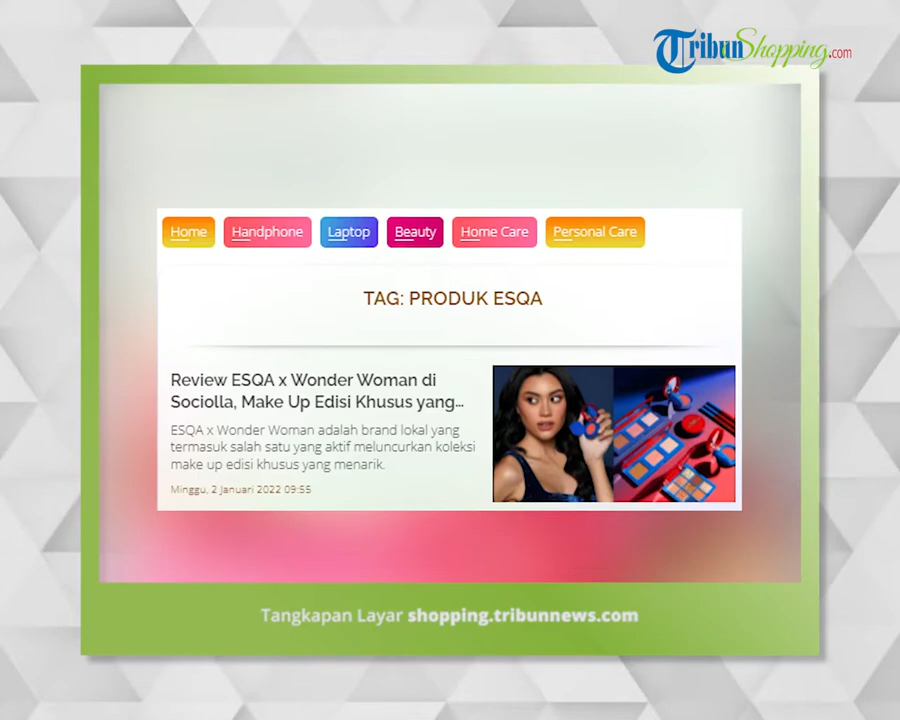 TribunShopping.com
Home Handphone Laptop Beauty Home Care Personal Care
TAG: PRODUK ESQA
Review ESQA x Wonder Woman di
Sociolla, Make Up Edisi Khusus yang...
ESQA x Wonder Woman adalah brand lokal yang
termasuk salah satu yang aktif meluncurkan koleksi
make up edisi khusus yang menarik.
Minggu, 2 Januari 2022 09:55
Tangkapan Layar shopping.tribunnews.com